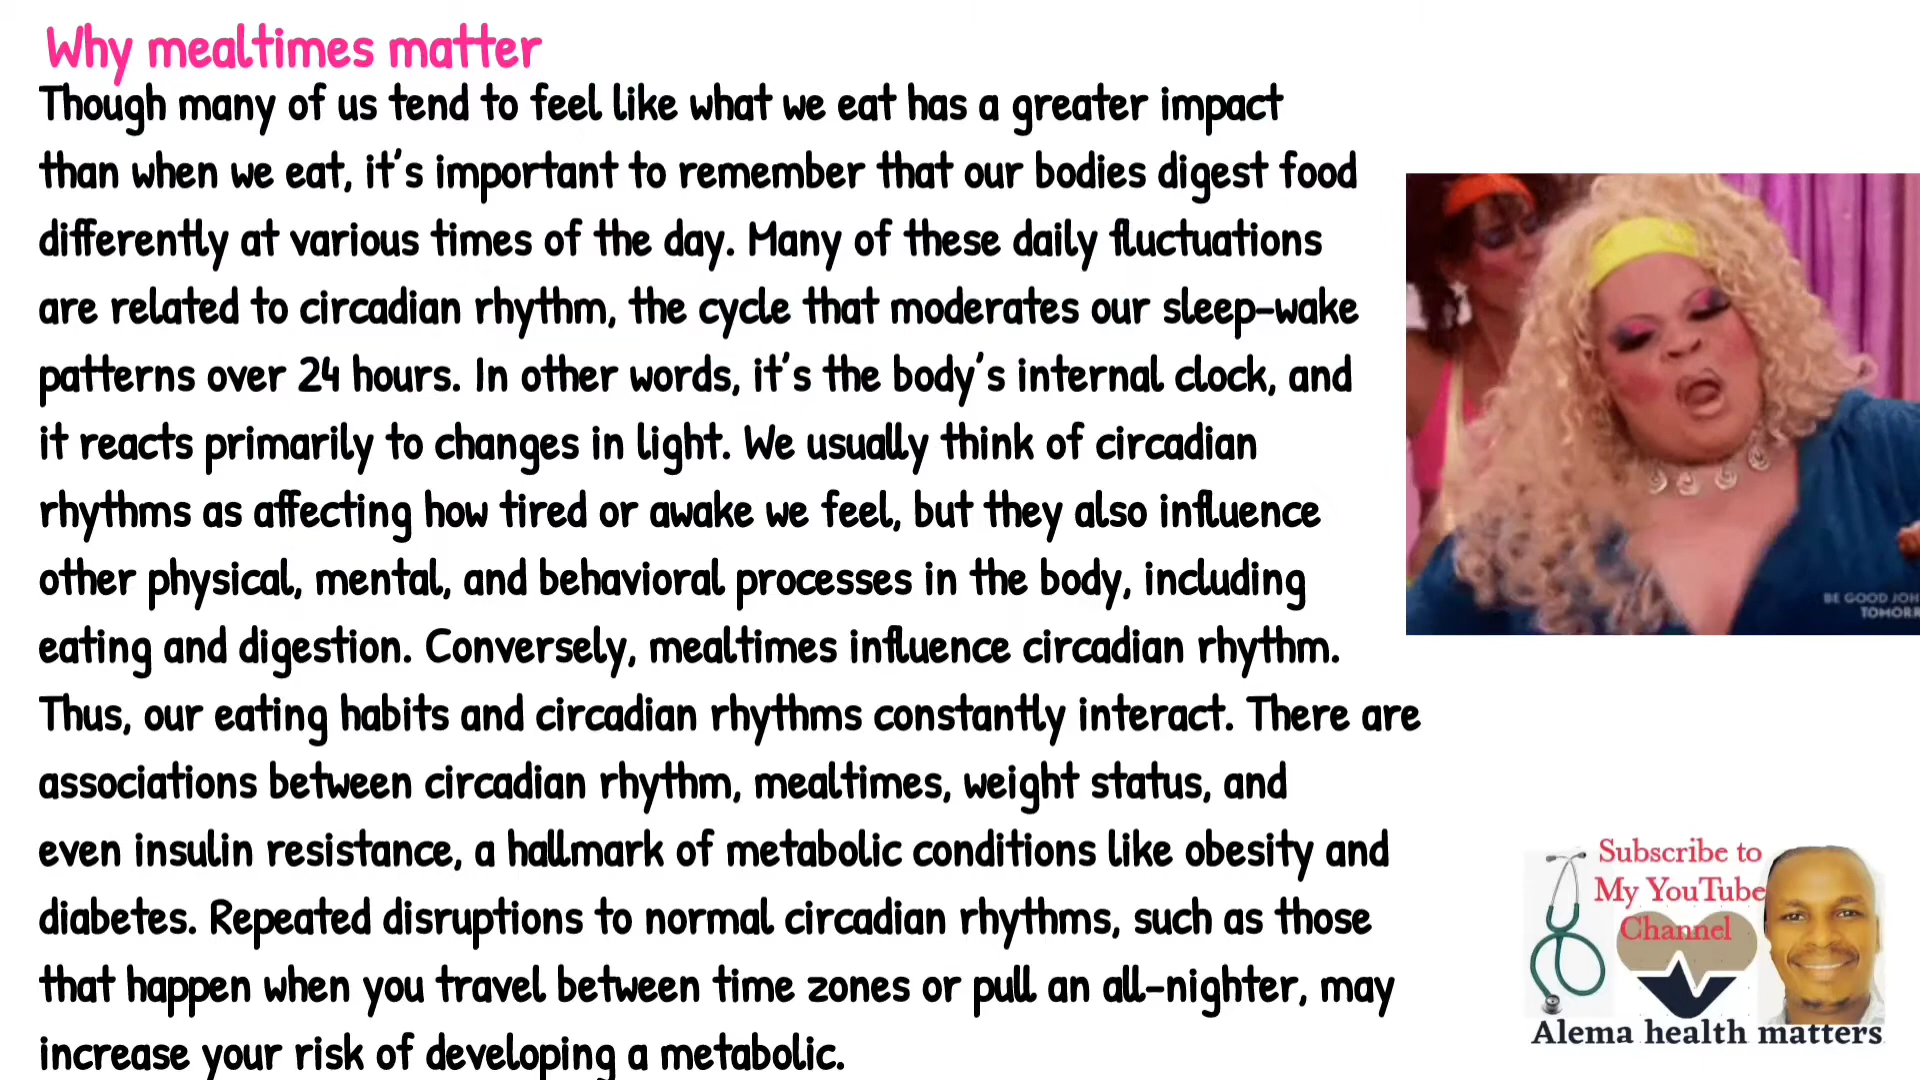 Why mealtimes matter
Though many of us tend to feel like what we eat has a greater impact
than when we eat, it's important to remember that our bodies digest food
differently at various times of the day. Many of these daily fluctuations
are related to circadian rhythm, the cycle that moderates our sleep-wake
patterns over 24 hours. In other words, it's the body's internal clock, and
it reacts primarily to changes in light. We usually think of circadian
rhythms as affecting how tired or awake we feel, but they also influence
other physical, mental, and behavioral processes in the body, including
eating and digestion. Conversely, mealtimes influence circadian rhythm.
Thus, our eating habits and circadian rhythms constantly interact. There are
associations between circadian rhythm, mealtimes, weight status, and
even insulin resistance, a hallmark of metabolic conditions like obesity and
diabetes. Repeated disruptions to normal circadian rhythms, such as those
that happen when you travel between time zones or pull an all-nighter, may
increase your risk of developing a metabolic.
BE GOOD JOH
TOMORR
Subscribe to
My YouTube
Channel
Alema health matters